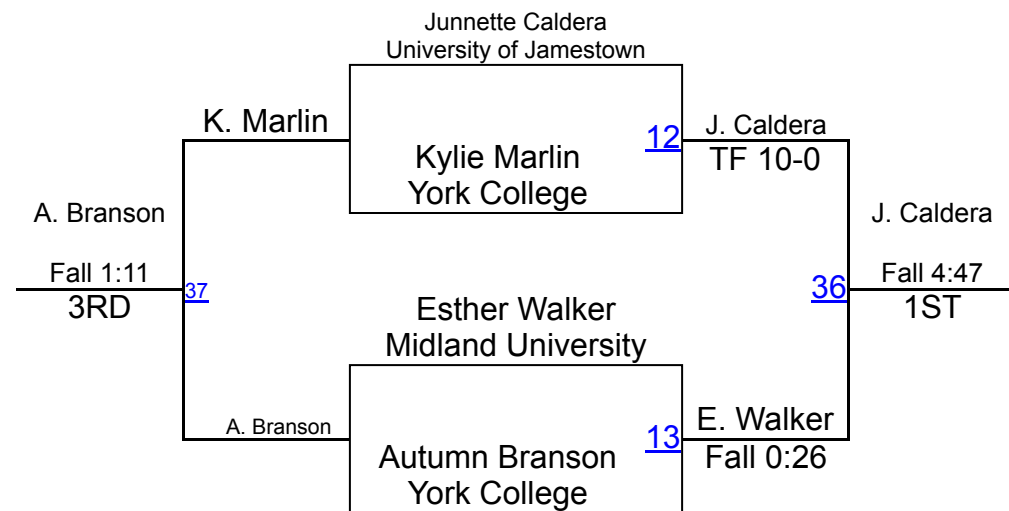 Junnette Caldera
University of Jamestown
K. Marlin
12
J. Caldera
Kylie Marlin
TF 10-0
York College
A. Branson
J. Caldera
Fall 1:11
37
3RD
36
Fall 4:47
1ST
Esther Walker
Midland University
A. Branson
13
E. Walker
Autumn Branson
Fall 0:26
York College